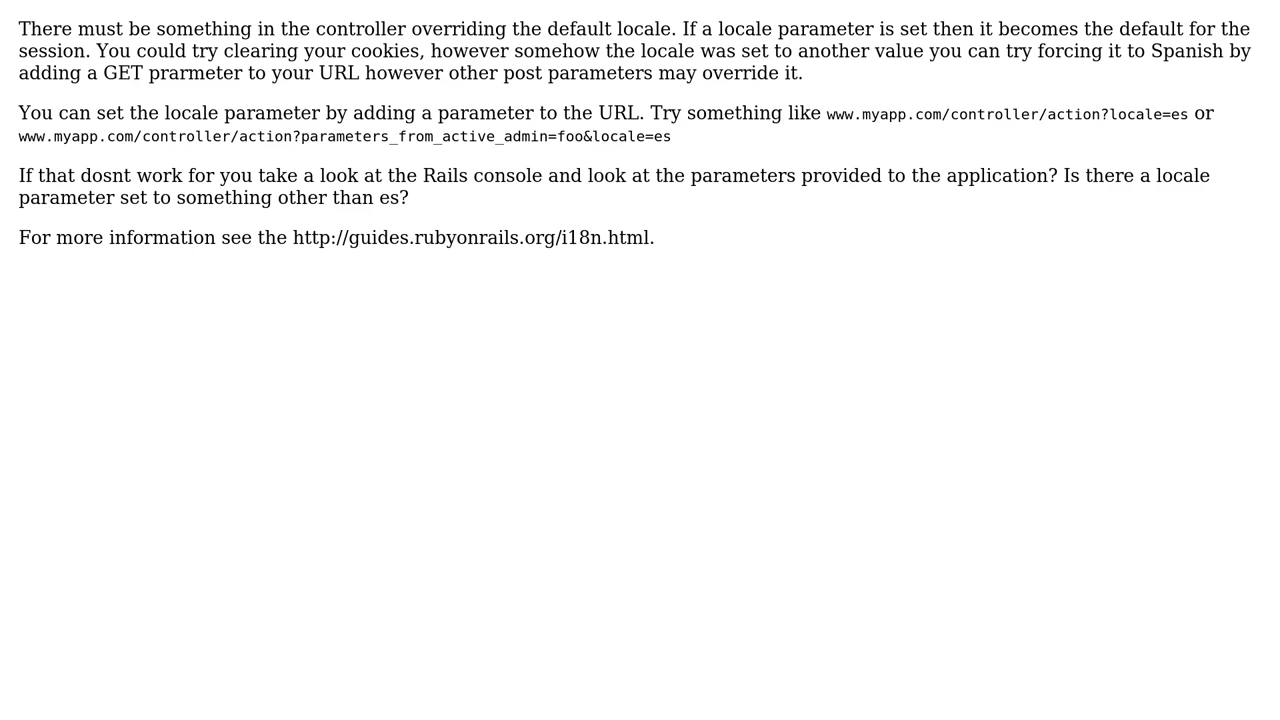 There must be something in the controller overriding the default locale. If a locale parameter is set then it becomes the default for the
session. You could try clearing your cookies, however somehow the locale was set to another value you can try forcing it to Spanish by
adding a GET prarmeter to your URL however other post parameters may override it.
You can set the locale parameter by adding a parameter to the URL. Try something like www.myapp.com/controller/action?locale=es or
www.myapp.com/controller/action?parameters_from_active_admin=foo&locale=es
If that dosnt work for you take a look at the Rails console and look at the parameters provided to the application? Is there a locale
parameter set to something other than es?
For more information see the http://guides.rubyonrails.org/i18n.html.